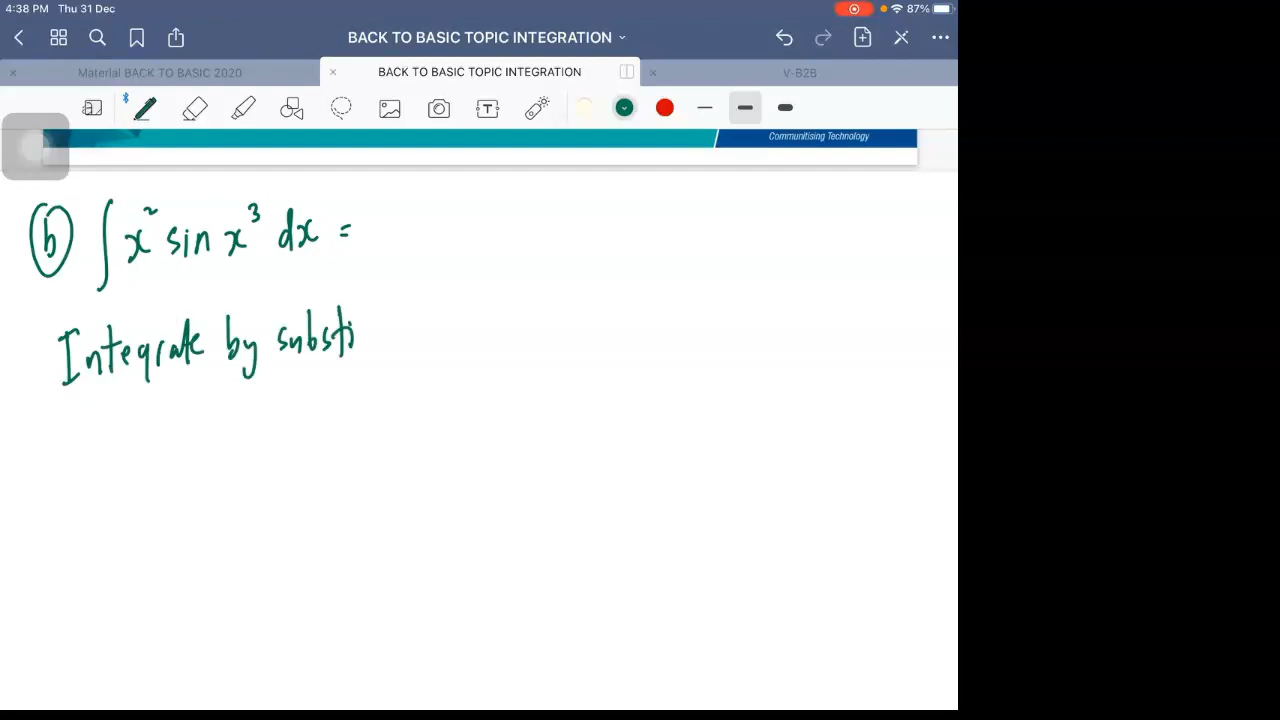 4:38 PM Thu 31 Dec
87%
BACK TO BASIC TOPIC INTEGRATION
Material BACK TO BASIC 2020
BACK TO BASIC TOPIC INTEGRATION
V-B2B
Communitising Technology
b ∫ x² sin x³ dx =
Integrate by substi